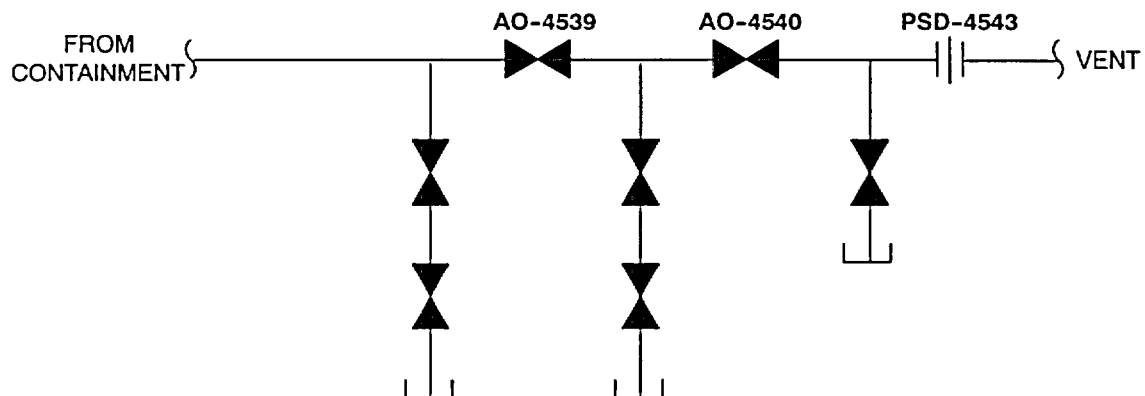 AO-4539
AO-4540
PSD-4543
FROM
CONTAINMENT
VENT